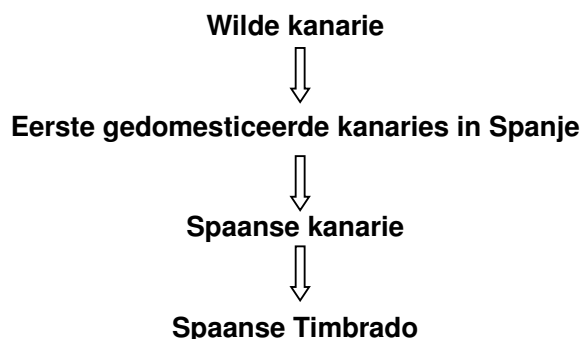 Wilde kanarie
Eerste gedomesticeerde kanaries in Spanje
Spaanse kanarie
Spaanse Timbrado